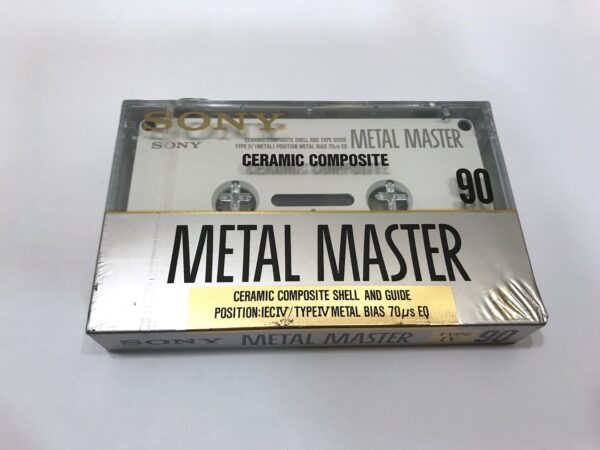 SONY
SONY
CERAMIC COMPOSITE SHELL AND TAPE GUIDE
TYPE IV (METAL) POSITION METAL BIAS 70µs EQ
METAL MASTER
CERAMIC COMPOSITE
90
METAL MASTER
CERAMIC COMPOSITE SHELL AND GUIDE
POSITION:IECIV/TYPEIV METAL BIAS 70µs EQ
SONY METAL MASTER TYPE IV 90